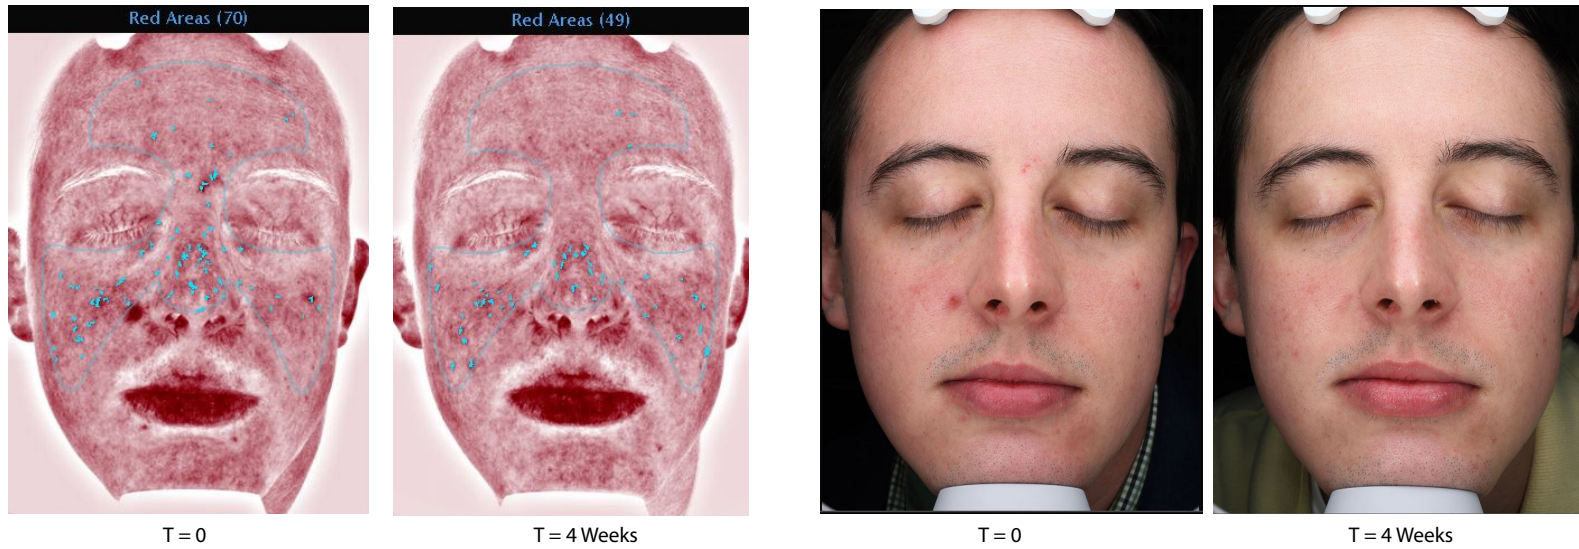 Red Areas (70)
Red Areas (49)
T = 0
T = 4 Weeks
T = 0
T = 4 Weeks